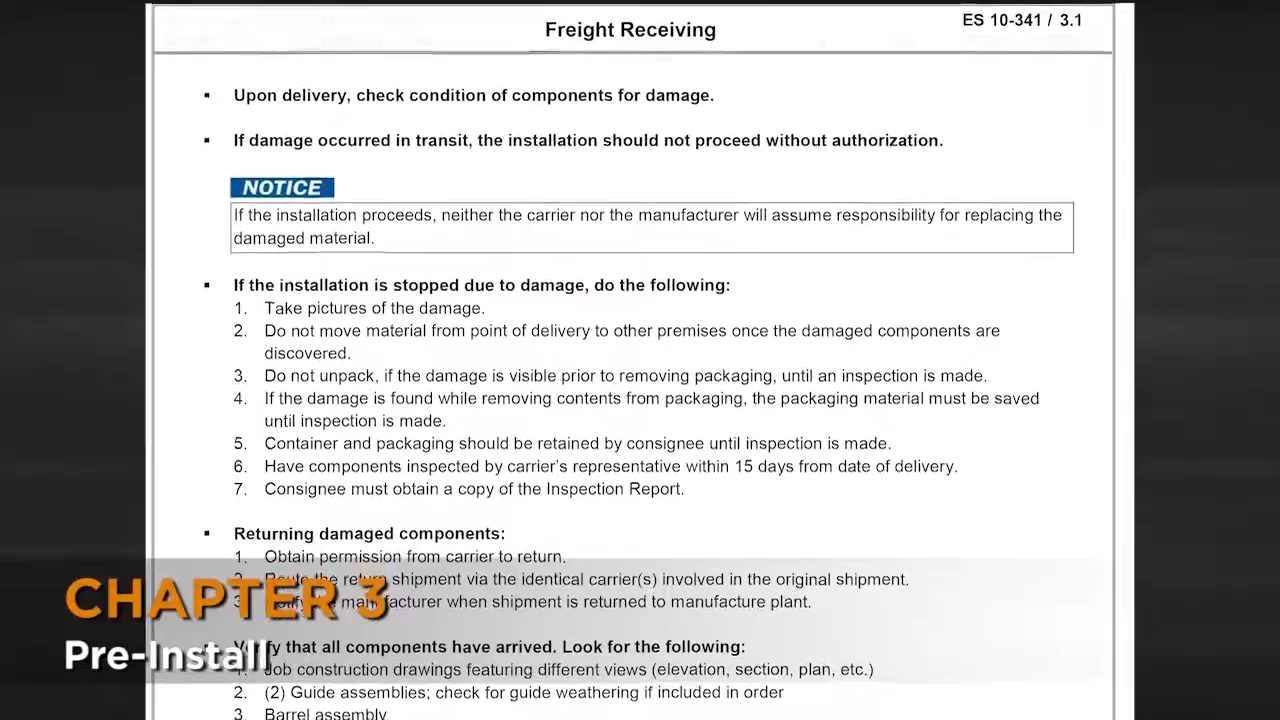 Freight Receiving
ES 10-341 / 3.1
▪ Upon delivery, check condition of components for damage.
▪ If damage occurred in transit, the installation should not proceed without authorization.
NOTICE
If the installation proceeds, neither the carrier nor the manufacturer will assume responsibility for replacing the
damaged material.
▪ If the installation is stopped due to damage, do the following:
1. Take pictures of the damage.
2. Do not move material from point of delivery to other premises once the damaged components are
discovered.
3. Do not unpack, if the damage is visible prior to removing packaging, until an inspection is made.
4. If the damage is found while removing contents from packaging, the packaging material must be saved
until inspection is made.
5. Container and packaging should be retained by consignee until inspection is made.
6. Have components inspected by carrier's representative within 15 days from date of delivery.
7. Consignee must obtain a copy of the Inspection Report.
▪ Returning damaged components:
1. Obtain permission from carrier to return.
2. Route the return shipment via the identical carrier(s) involved in the original shipment.
manufacturer when shipment is returned to manufacture plant.
CHAPTER 3
Pre-Install
that all components have arrived. Look for the following:
1. Job construction drawings featuring different views (elevation, section, plan, etc.)
2. (2) Guide assemblies; check for guide weathering if included in order
3. Barrel assembly